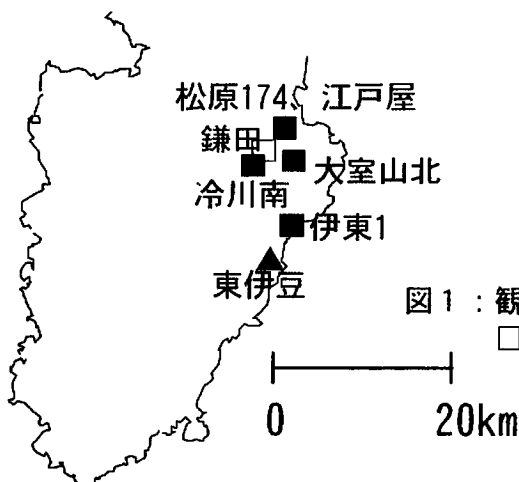 松原174、江戸屋
鎌田
大室山北
冷川南
伊東1
東伊豆
図1:観
0 20km